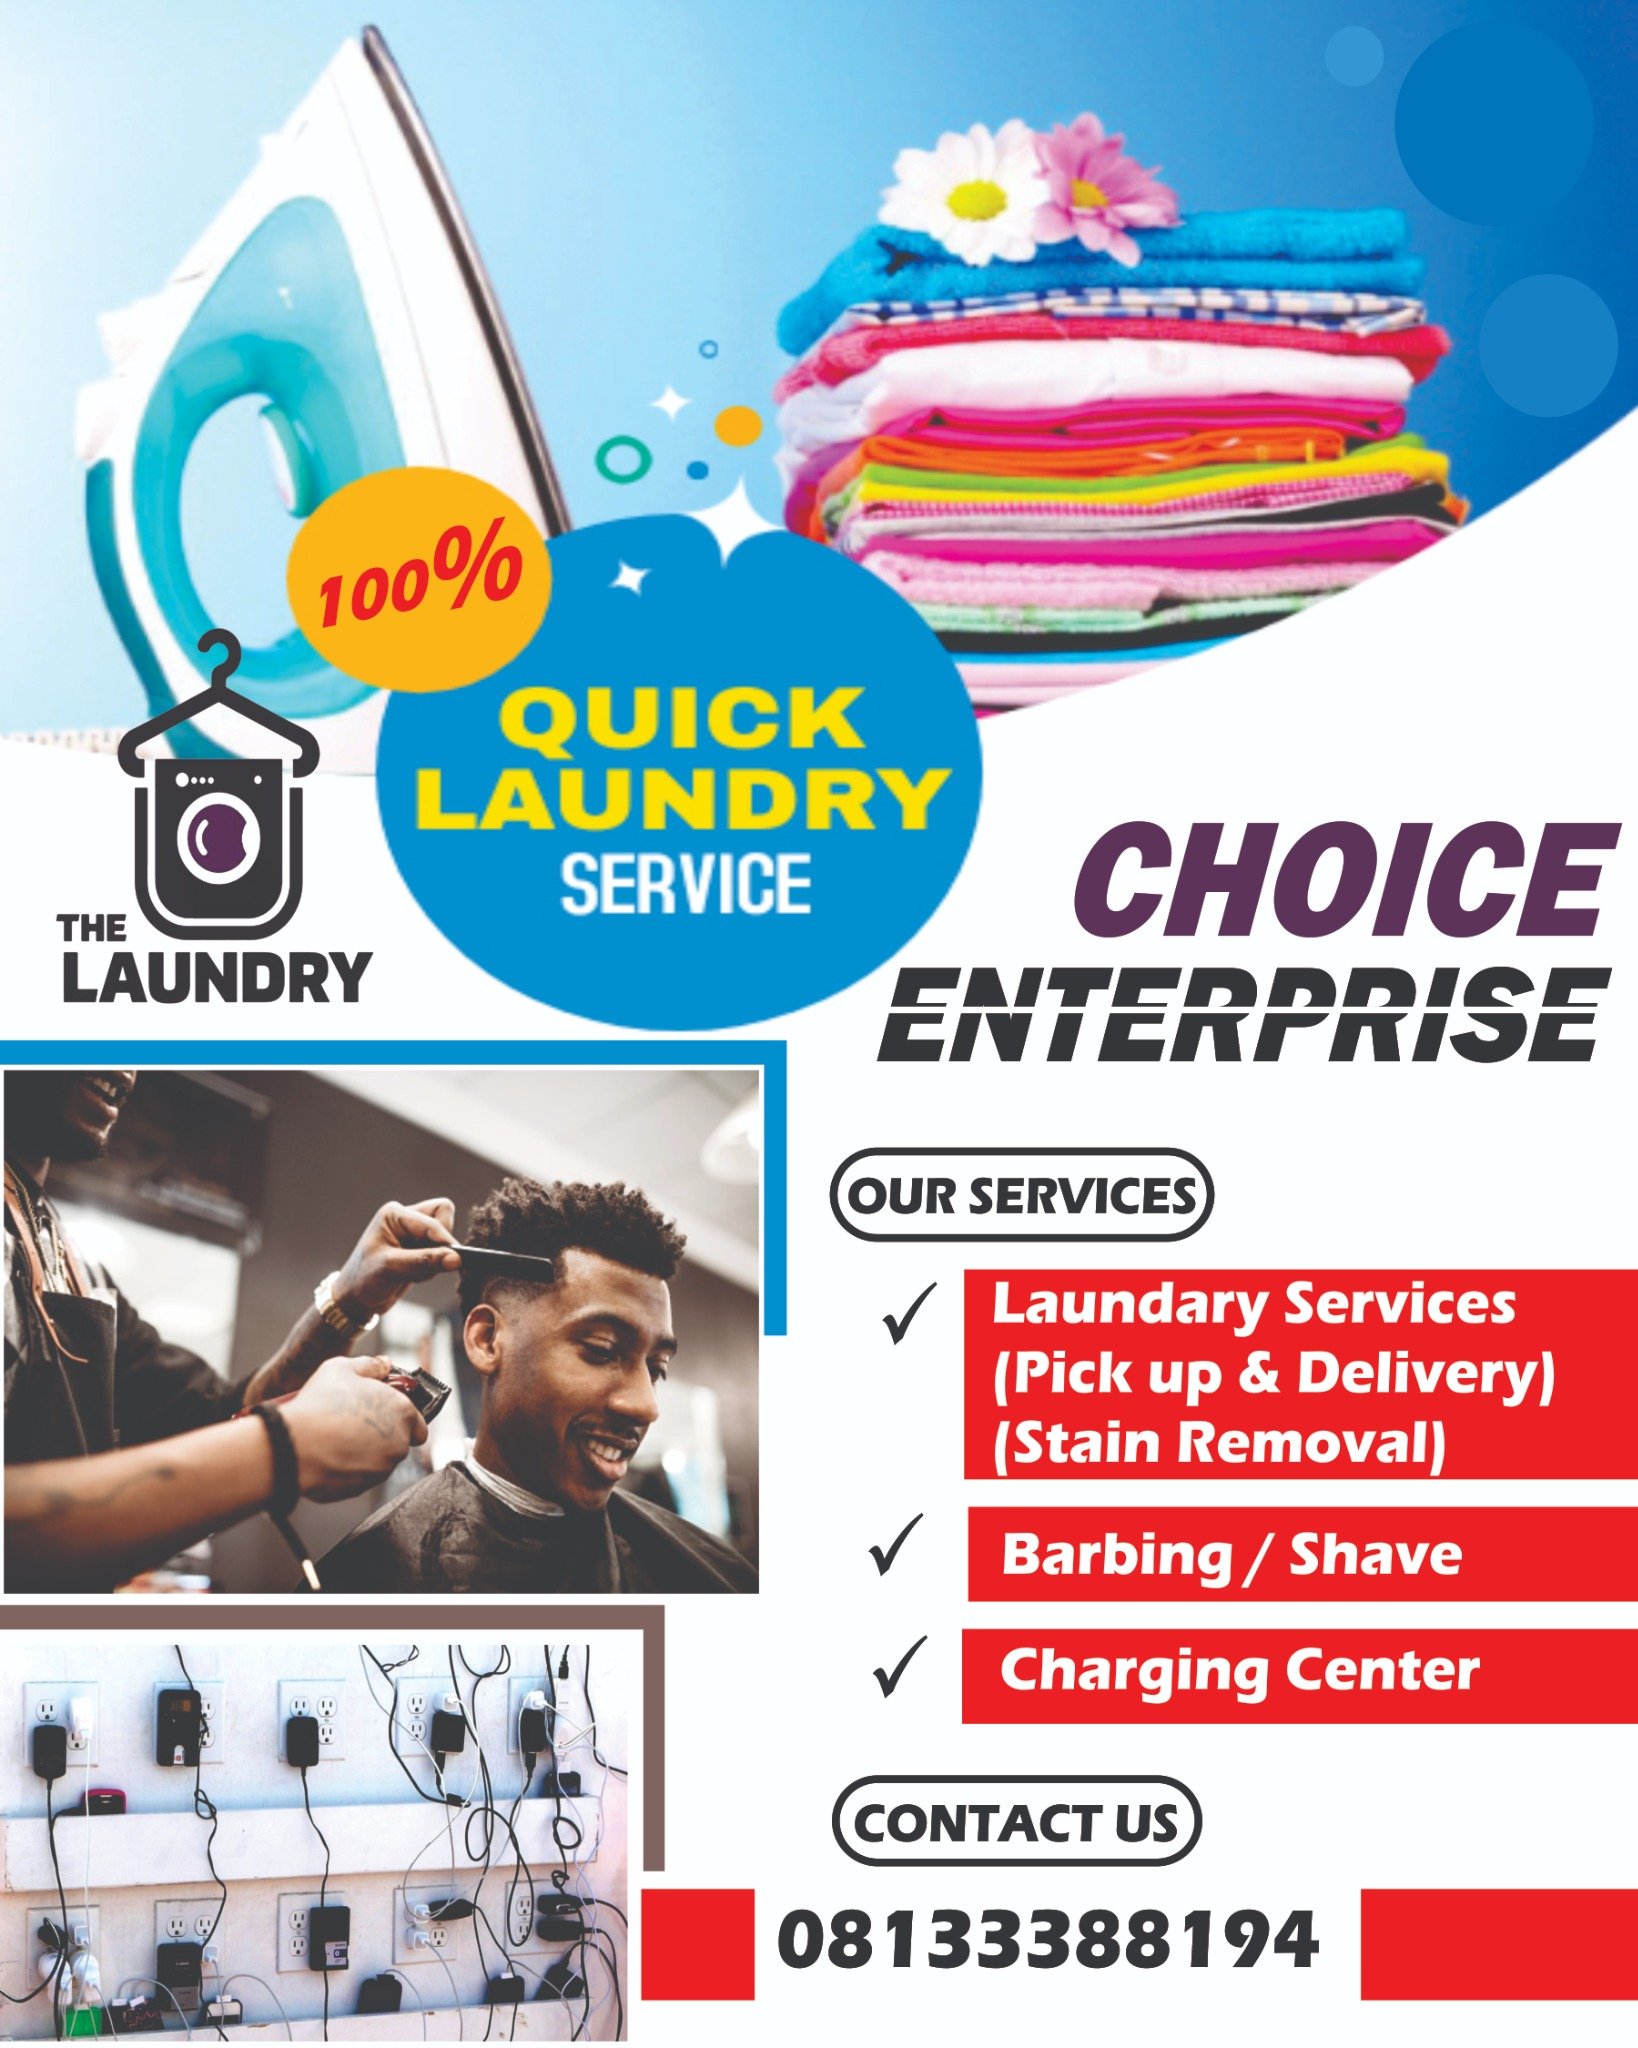 100%
QUICK
LAUNDRY
SERVICE
THE
LAUNDRY
CHOICE
ENTERPRISE
OUR SERVICES
Laundary Services
(Pick up & Delivery)
(Stain Removal)
Barbing / Shave
Charging Center
CONTACT US
08133388194